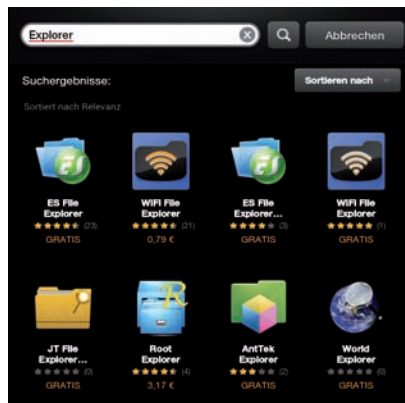 Explorer
Abbrechen
Suchergebnisse:
Sortieren nach
Sortiert nach Relevanz
ES
ES
ES File Explorer
(23)
GRATIS
WiFi File Explorer
(21)
0,79 €
ES File Explorer...
(3)
GRATIS
WiFi File Explorer
(1)
GRATIS
R
JT File Explorer...
(0)
GRATIS
Root Explorer
(4)
3,17 €
AntTek Explorer
(2)
GRATIS
World Explorer
(0)
GRATIS